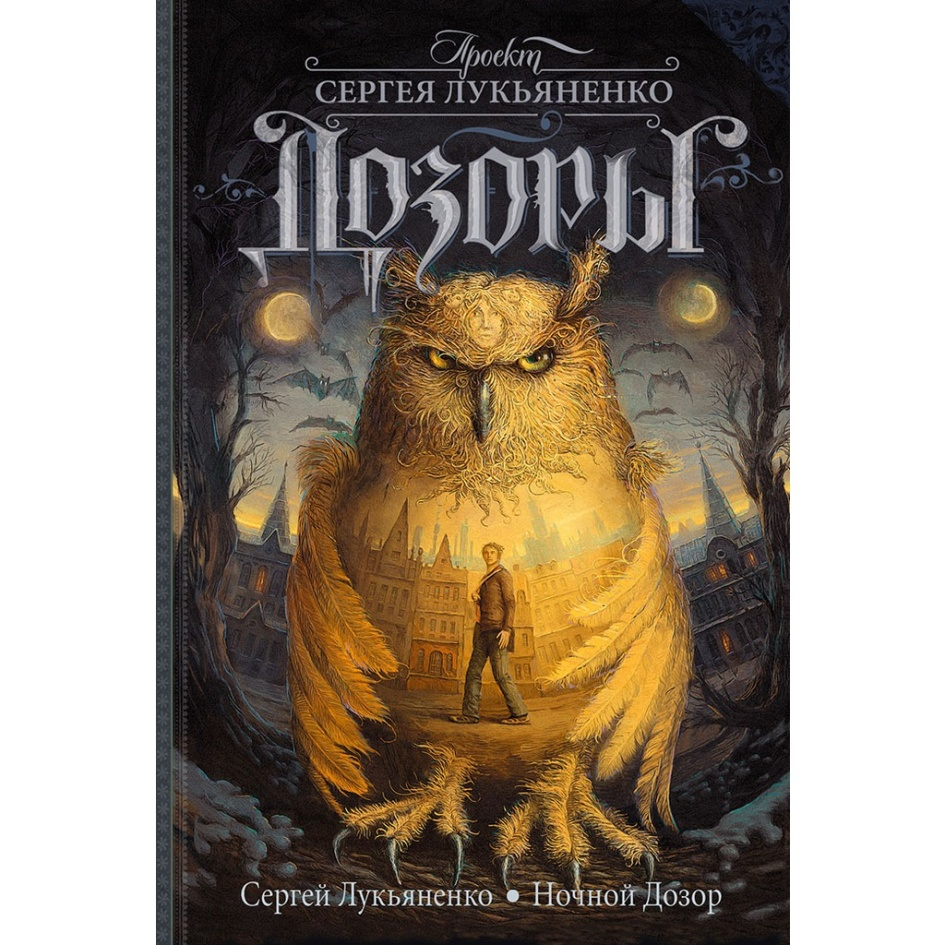 Проект
СЕРГЕЯ ЛУКЬЯНЕНКО
ДОЗОРЫ
Сергей Лукьяненко • Ночной Дозор